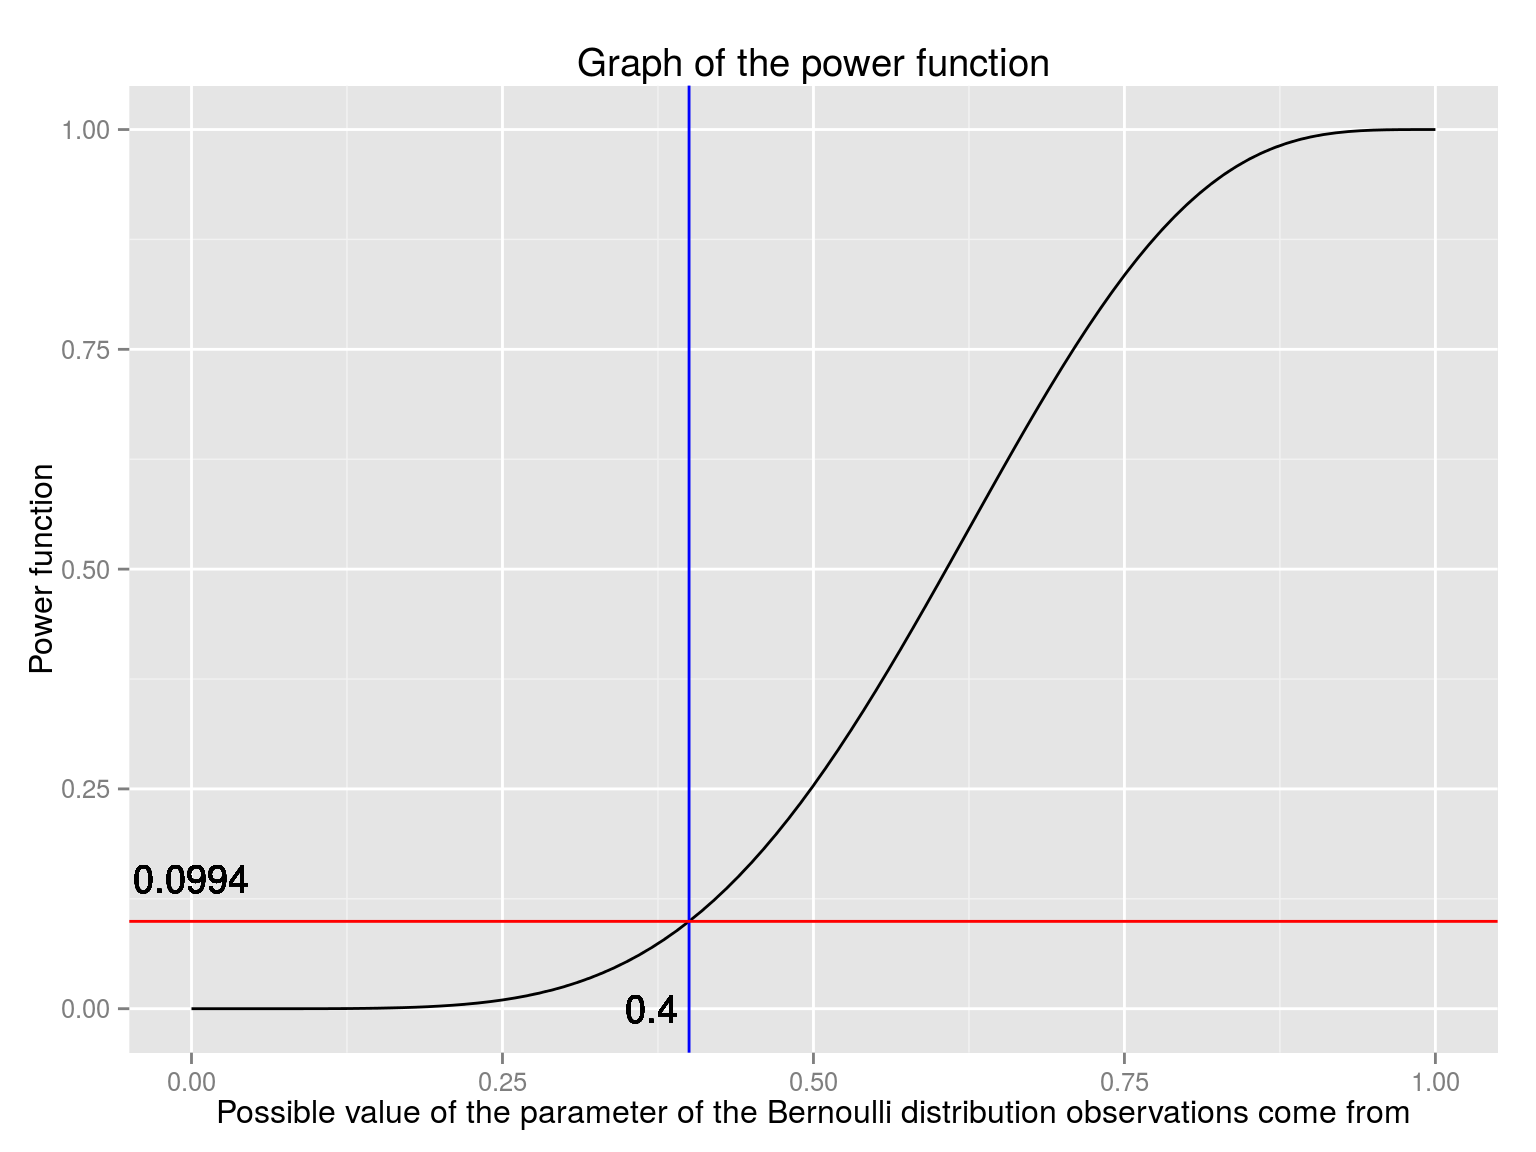 Graph of the power function
1.00
0.75
0.50
0.25
0.00
Power function
0.0994
0.4
0.00 0.25 0.50 0.75 1.00
Possible value of the parameter of the Bernoulli distribution observations come from